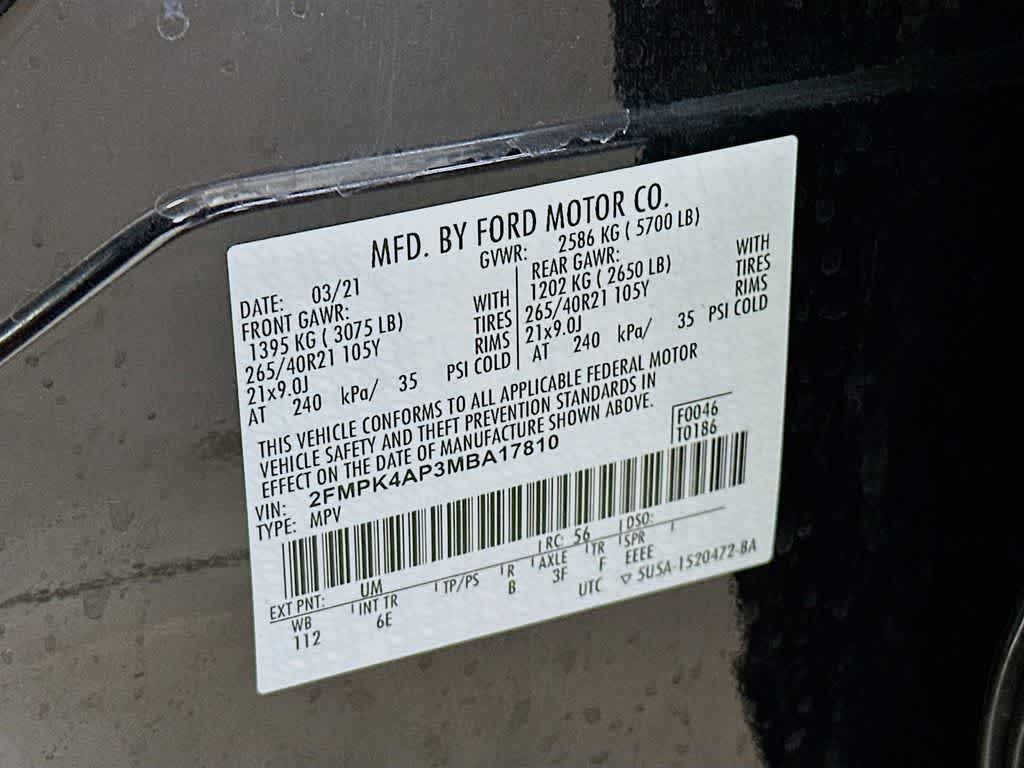 MFD. BY FORD MOTOR CO.
DATE: 03/21 GVWR: 2586 KG ( 5700 LB)
FRONT GAWR: REAR GAWR:
1395 KG ( 3075 LB) WITH 1202 KG ( 2650 LB) WITH
265/40R21 105Y TIRES 265/40R21 105Y TIRES
21x9.0J RIMS 21x9.0J RIMS
AT 240 kPa/ 35 PSI COLD AT 240 kPa/ 35 PSI COLD
THIS VEHICLE CONFORMS TO ALL APPLICABLE FEDERAL MOTOR
VEHICLE SAFETY AND THEFT PREVENTION STANDARDS IN
EFFECT ON THE DATE OF MANUFACTURE SHOWN ABOVE.
F0046
T0186
VIN: 2FMPK4AP3MBA17810
TYPE: MPV
EXT PNT: UM RC: 56 DSO:
WB INT TR TP/PS R AXLE TR SPR
112 6E B 3F F EEEE
UTC ▽ 5U5A-1520472-BA